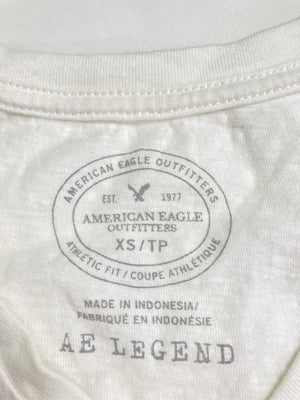 AMERICAN EAGLE OUTFITTERS
EST. 1977
AMERICAN EAGLE
OUTFITTERS
XS/TP
ATHLETIC FIT / COUPE ATHLÉTIQUE
MADE IN INDONESIA/
FABRIQUÉ EN INDONÉSIE
AE LEGEND